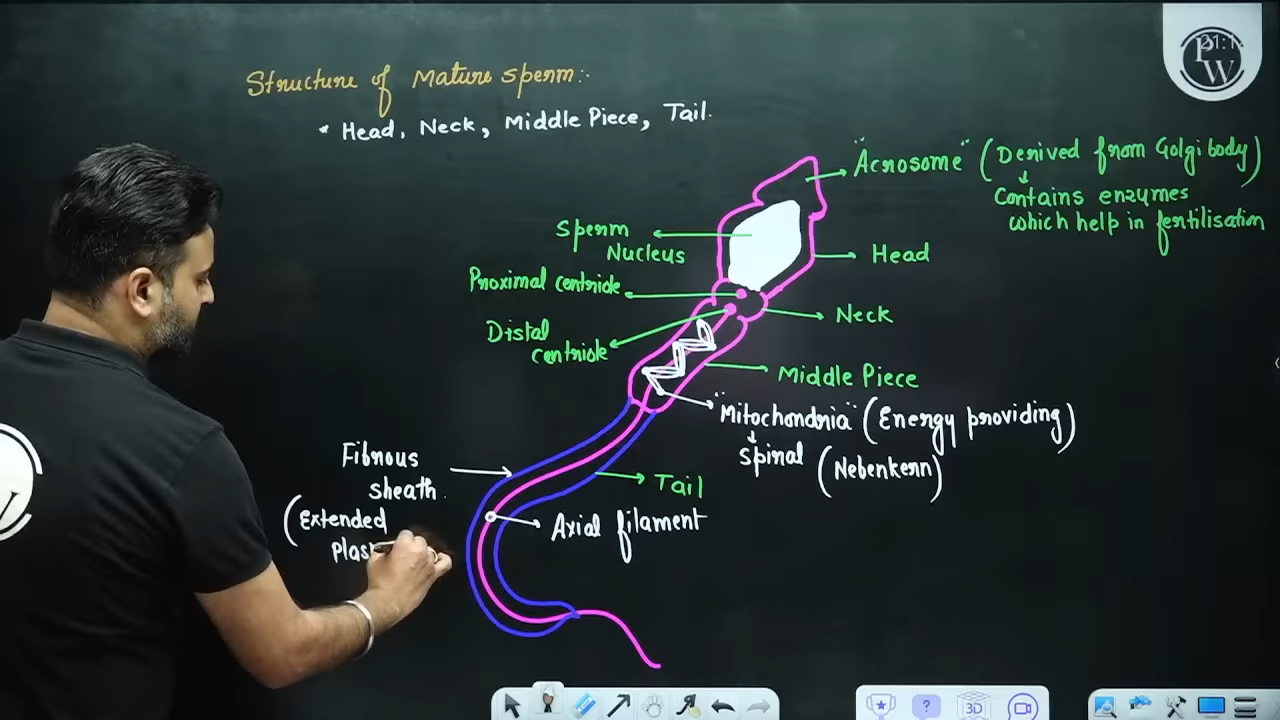 Structure of Mature sperm:-
* Head, Neck, Middle Piece, Tail.
"Acrosome" (Derived from Golgi body)
Contains enzymes
which help in fertilisation
Sperm
Nucleus
Head
Proximal centriole
Neck
Distal
centriole
Middle Piece
"Mitochondria" (Energy providing)
spiral (Nebenkern)
Fibrous
sheath
Tail
(Extended
Axial filament
PW
3D